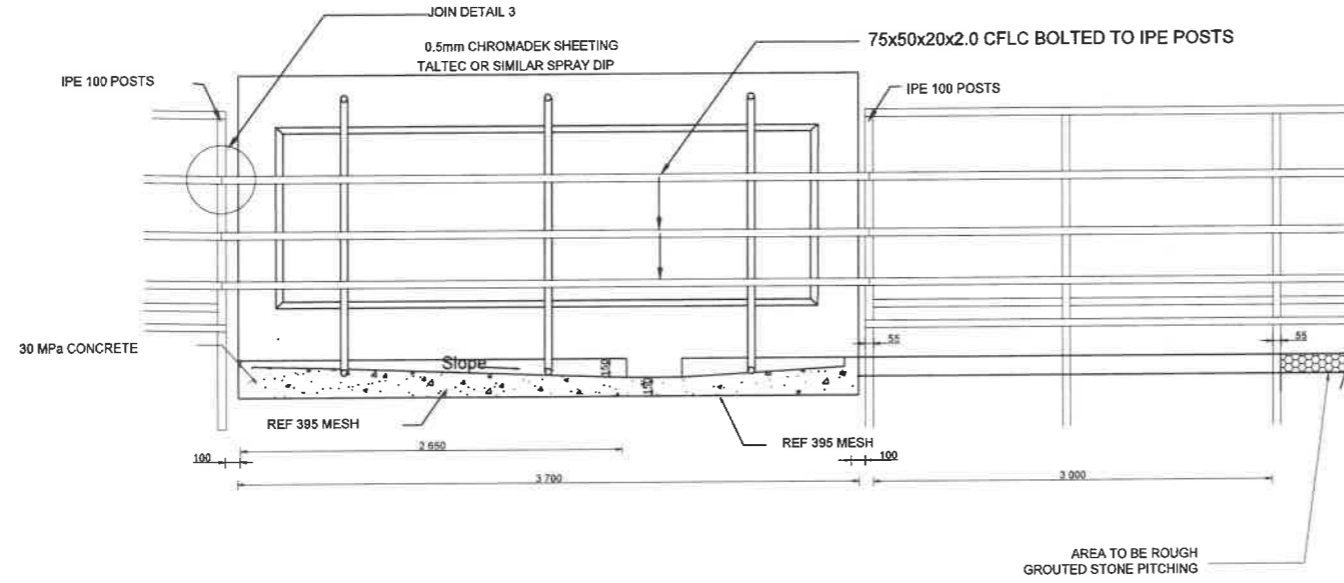 JOIN DETAIL 3
0.5mm CHROMADEK SHEETING
TALTEC OR SIMILAR SPRAY DIP
75x50x20x2.0 CFLC BOLTED TO IPE POSTS
IPE 100 POSTS
IPE 100 POSTS
55
55
30 MPa CONCRETE
Slope
150
150
REF 395 MESH
REF 395 MESH
2 650
100
100
3 700
3 000
AREA TO BE ROUGH
GROUTED STONE PITCHING